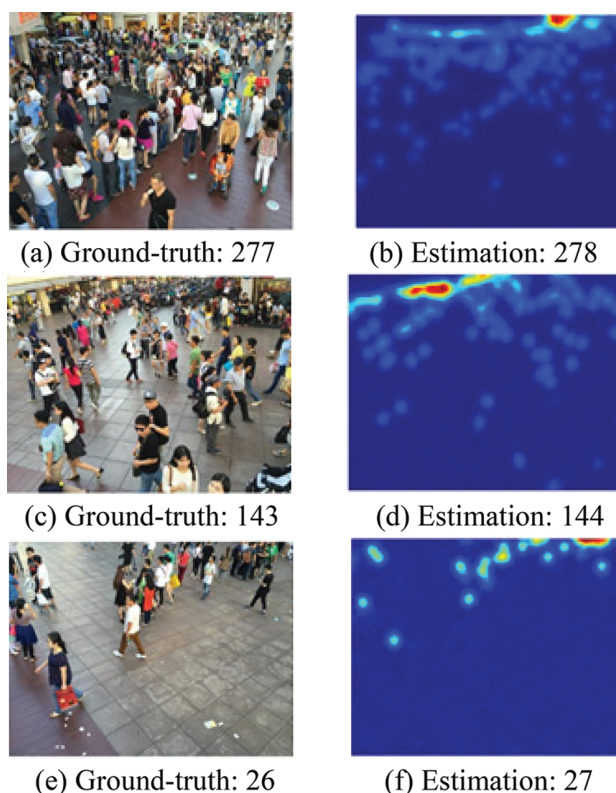 (a) Ground-truth: 277
(b) Estimation: 278
(c) Ground-truth: 143
(d) Estimation: 144
(e) Ground-truth: 26
(f) Estimation: 27